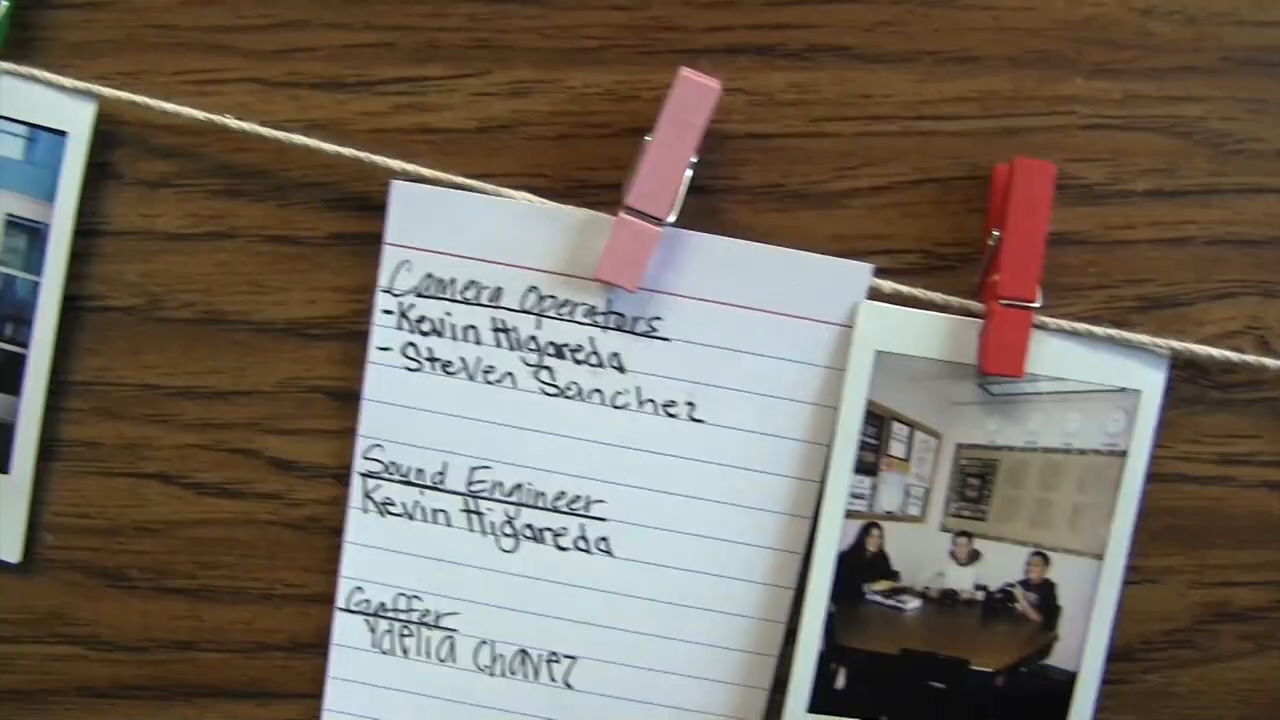 Camera Operators
-Kevin Higareda
- Steven Sanchez
Sound Engineer
Kevin Higareda
Gaffer
Ydelia Chavez